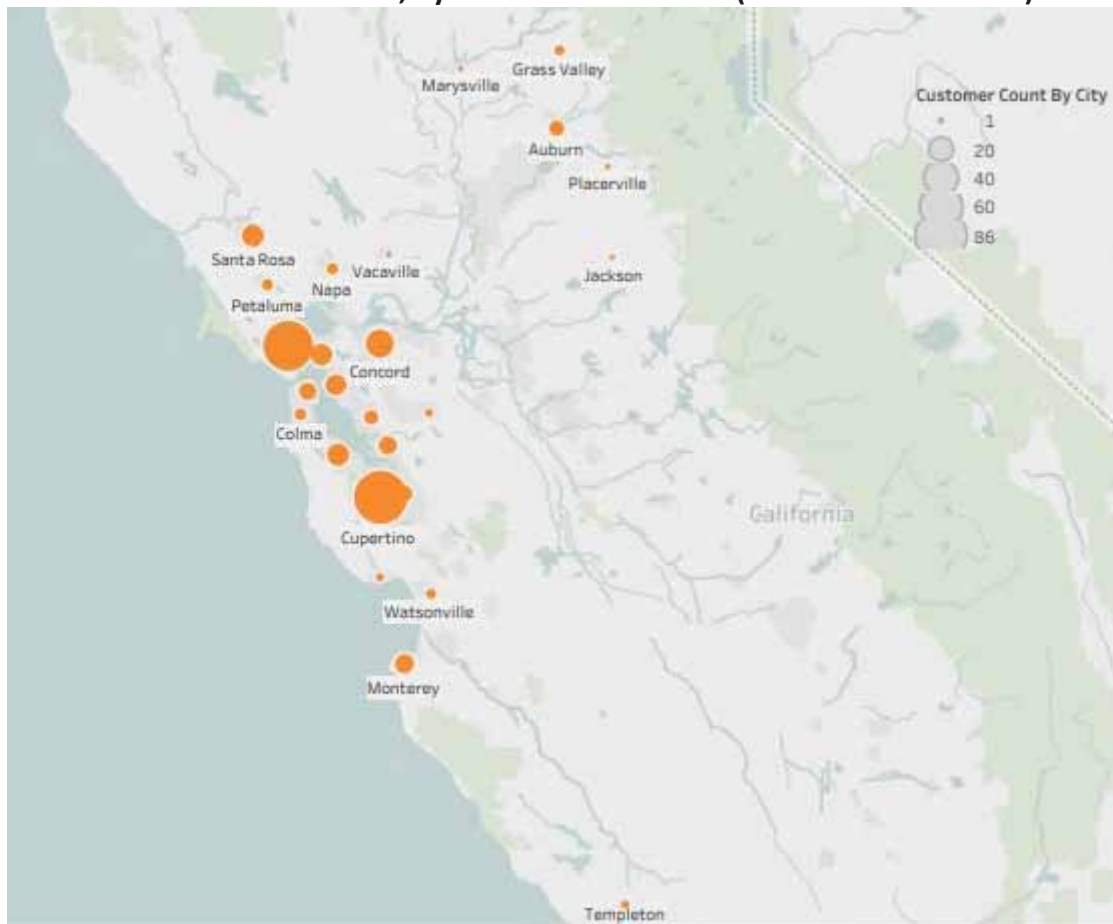 Grass Valley
Marysville
Customer Count By City
1
Auburn
20
Placerville
40
60
86
Santa Rosa
Vacaville
Jackson
Napa
Petaluma
Concord
Colma
Galifornia
Cupertino
Watsonville
Monterey
Templeton